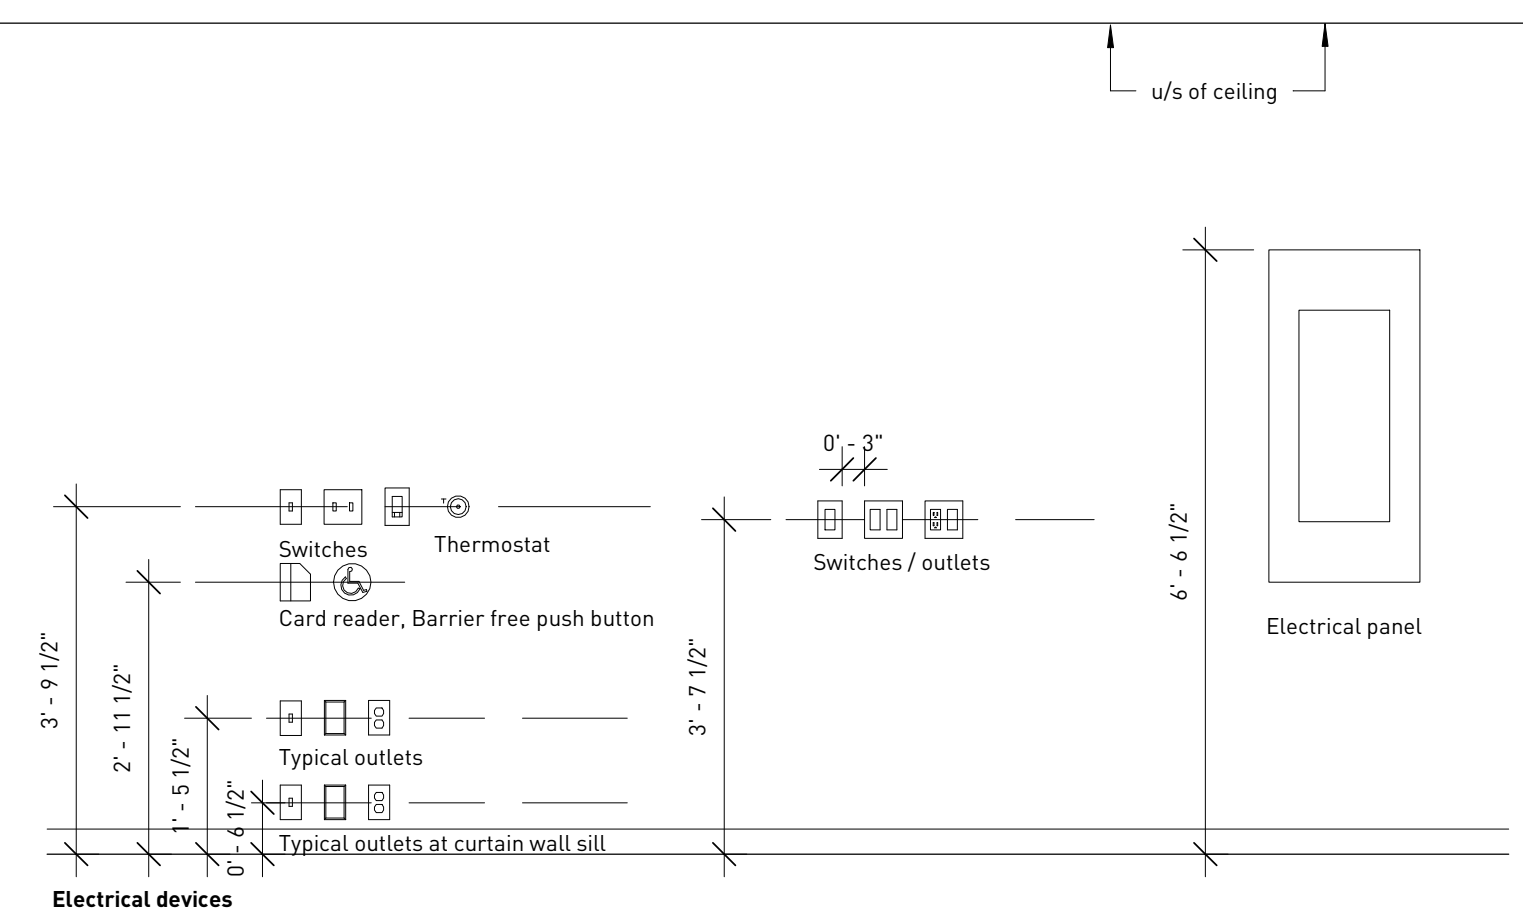 u/s of ceiling
0' - 3"
Switches
Thermostat
Switches / outlets
Card reader, Barrier free push button
Electrical panel
3' - 9 1/2"
2' - 11 1/2"
1' - 5 1/2"
0' - 6 1/2"
3' - 7 1/2"
6' - 6 1/2"
T
Typical outlets
Typical outlets at curtain wall sill
Electrical devices